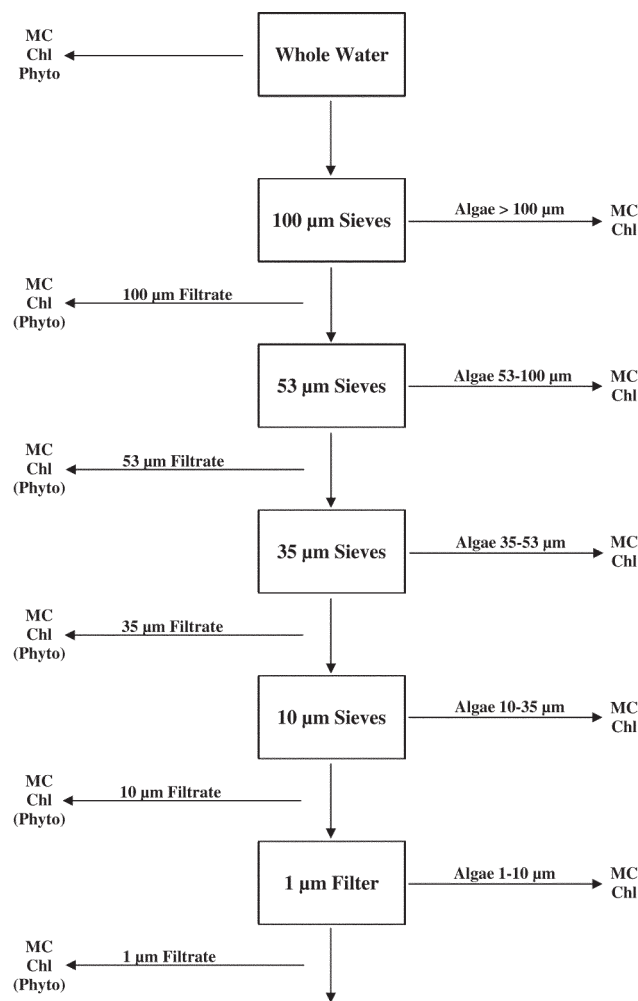 MC
Chl
Phyto
Whole Water
100 µm Sieves
Algae > 100 µm
MC
Chl
MC
Chl
(Phyto)
100 µm Filtrate
53 µm Sieves
Algae 53-100 µm
MC
Chl
MC
Chl
(Phyto)
53 µm Filtrate
35 µm Sieves
Algae 35-53 µm
MC
Chl
MC
Chl
(Phyto)
35 µm Filtrate
10 µm Sieves
Algae 10-35 µm
MC
Chl
MC
Chl
(Phyto)
10 µm Filtrate
1 µm Filter
Algae 1-10 µm
MC
Chl
MC
Chl
(Phyto)
1 µm Filtrate